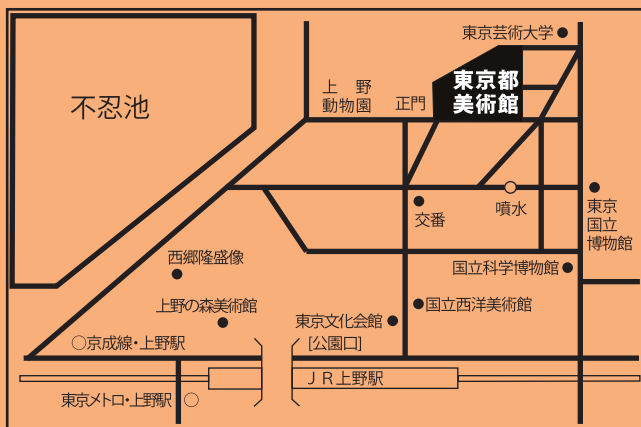 東京芸術大学
上 野
動物園
正門
東京都
美術館
不忍池
交番
噴水
東京
国立
博物館
西郷隆盛像
国立科学博物館
上野の森美術館
東京文化会館
[公園口]
国立西洋美術館
京成線・上野駅
JR上野駅
東京メトロ・上野駅